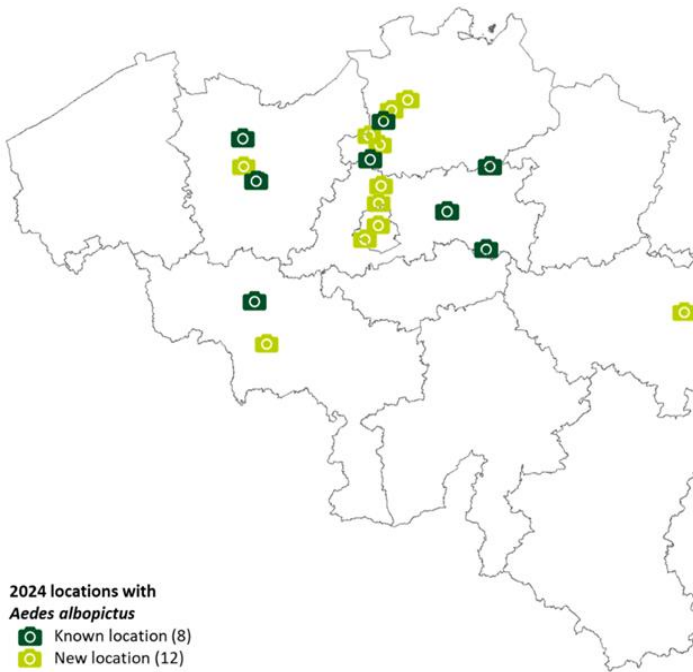 2024 locations with
Aedes albopictus
Known location (8)
New location (12)